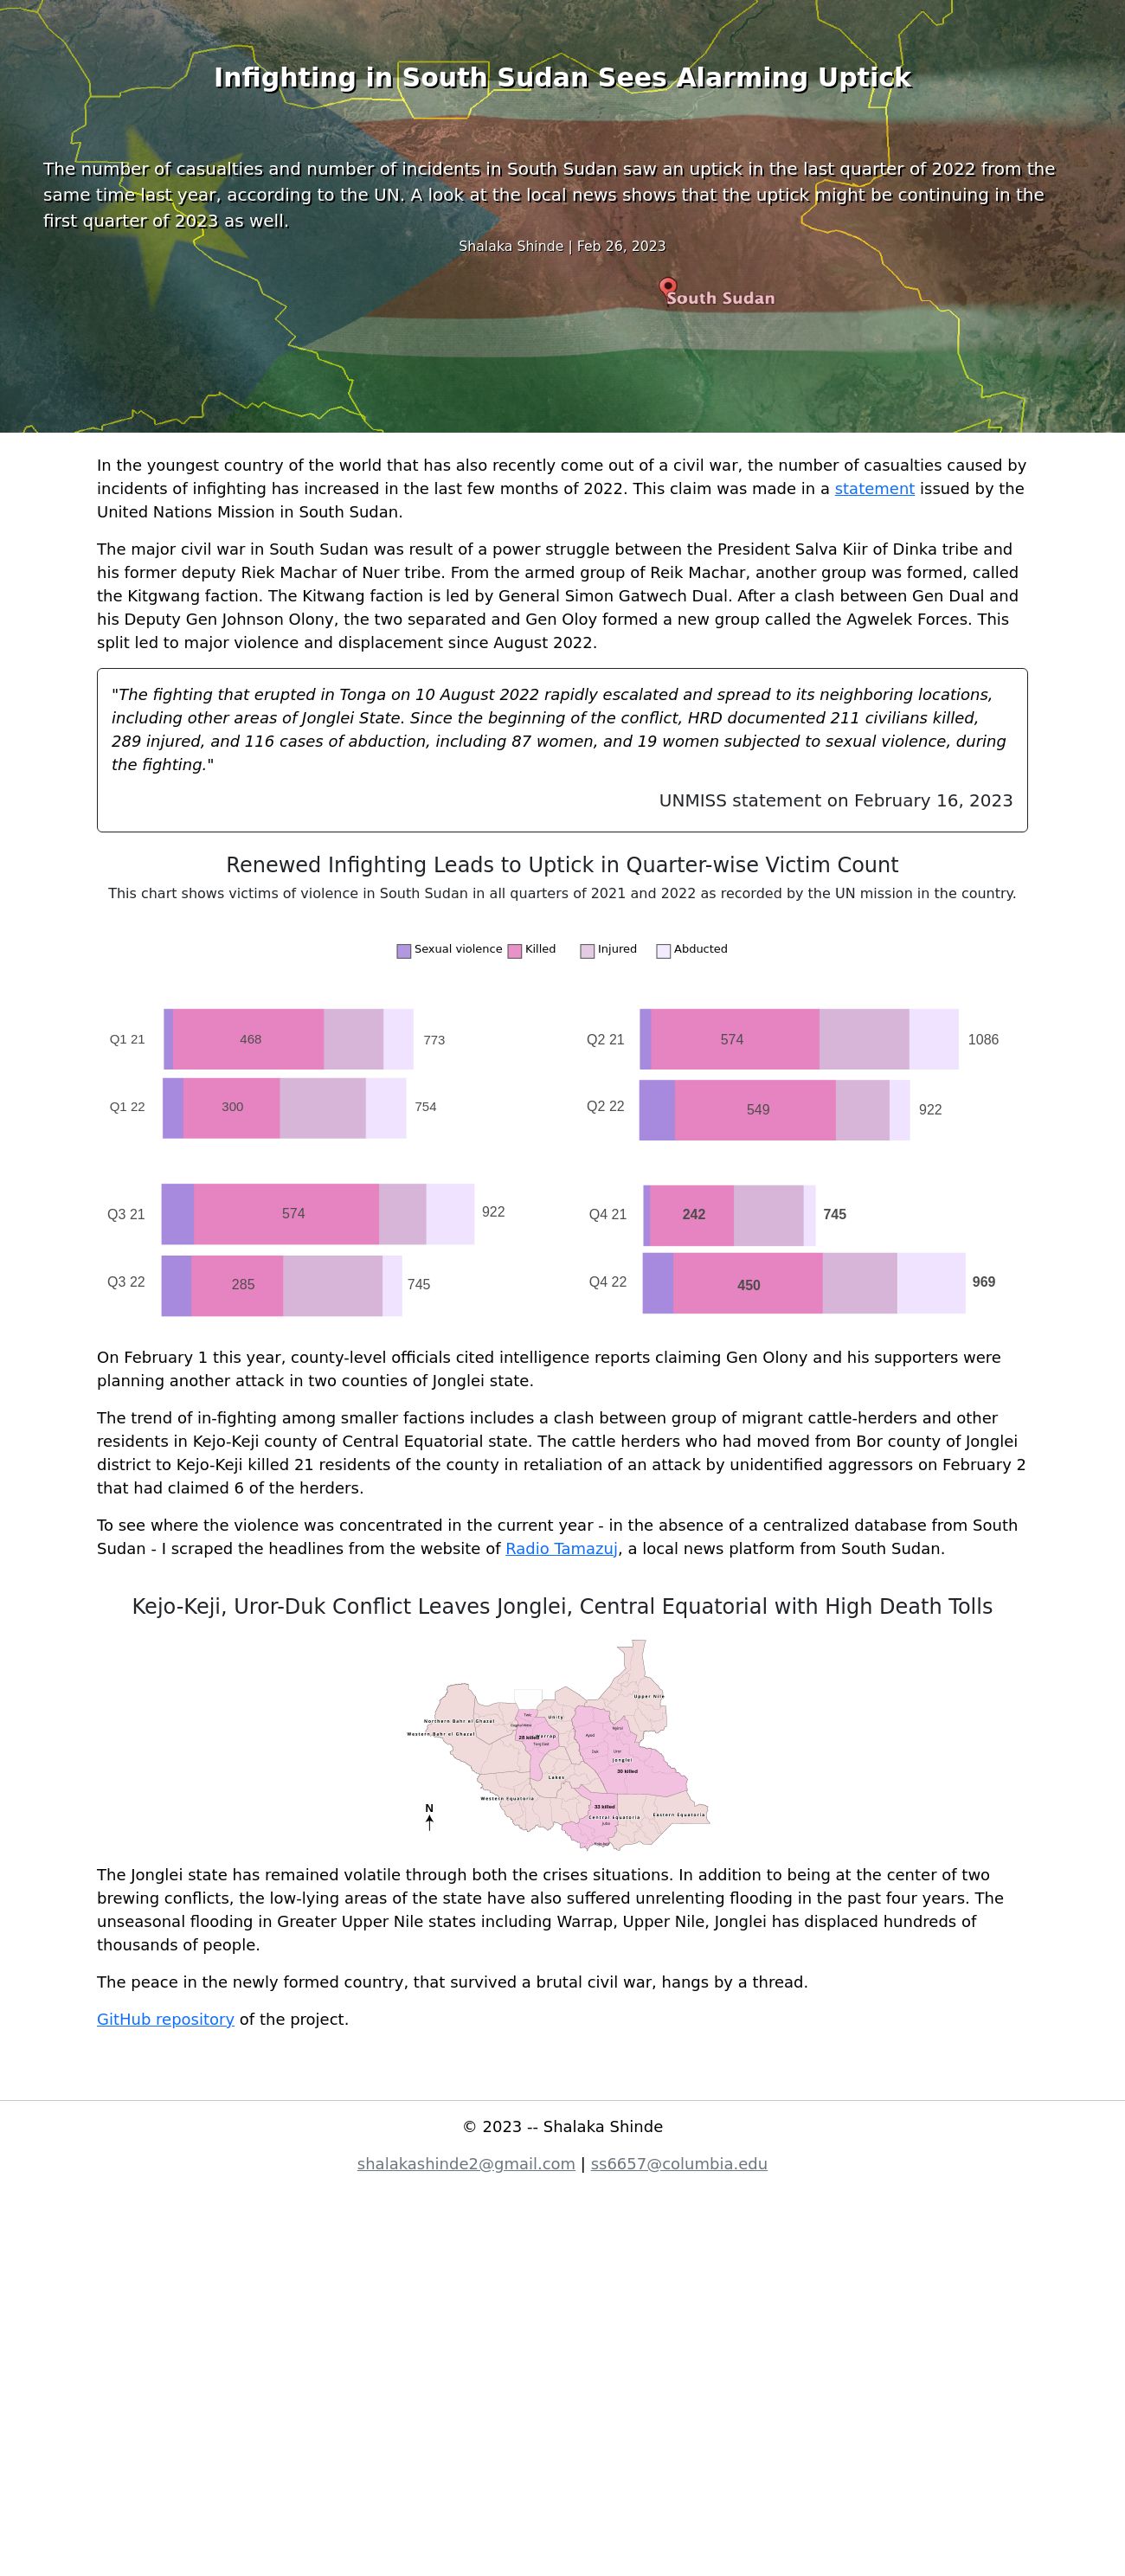 Infighting in South Sudan Sees Alarming Uptick
The number of casualties and number of incidents in South Sudan saw an uptick in the last quarter of 2022 from the
same time last year, according to the UN. A look at the local news shows that the uptick might be continuing in the
first quarter of 2023 as well.
Shalaka Shinde | Feb 26, 2023
South Sudan
In the youngest country of the world that has also recently come out of a civil war, the number of casualties caused by
incidents of infighting has increased in the last few months of 2022. This claim was made in a statement issued by the
United Nations Mission in South Sudan.
The major civil war in South Sudan was result of a power struggle between the President Salva Kiir of Dinka tribe and
his former deputy Riek Machar of Nuer tribe. From the armed group of Reik Machar, another group was formed, called
the Kitgwang faction. The Kitwang faction is led by General Simon Gatwech Dual. After a clash between Gen Dual and
his Deputy Gen Johnson Olony, the two separated and Gen Oloy formed a new group called the Agwelek Forces. This
split led to major violence and displacement since August 2022.
"The fighting that erupted in Tonga on 10 August 2022 rapidly escalated and spread to its neighboring locations,
including other areas of Jonglei State. Since the beginning of the conflict, HRD documented 211 civilians killed,
289 injured, and 116 cases of abduction, including 87 women, and 19 women subjected to sexual violence, during
the fighting."
UNMISS statement on February 16, 2023
Renewed Infighting Leads to Uptick in Quarter-wise Victim Count
This chart shows victims of violence in South Sudan in all quarters of 2021 and 2022 as recorded by the UN mission in the country.
Sexual violence Killed Injured Abducted
Q1 21 468 773
Q1 22 300 754
Q2 21 574 1086
Q2 22 549 922
Q3 21 574 922
Q3 22 285 745
Q4 21 242 745
Q4 22 450 969
On February 1 this year, county-level officials cited intelligence reports claiming Gen Olony and his supporters were
planning another attack in two counties of Jonglei state.
The trend of in-fighting among smaller factions includes a clash between group of migrant cattle-herders and other
residents in Kejo-Keji county of Central Equatorial state. The cattle herders who had moved from Bor county of Jonglei
district to Kejo-Keji killed 21 residents of the county in retaliation of an attack by unidentified aggressors on February 2
that had claimed 6 of the herders.
To see where the violence was concentrated in the current year - in the absence of a centralized database from South
Sudan - I scraped the headlines from the website of Radio Tamazuj, a local news platform from South Sudan.
Kejo-Keji, Uror-Duk Conflict Leaves Jonglei, Central Equatorial with High Death Tolls
Upper Nile
Northern Bahr el Ghazal
Unity
Western Bahr el Ghazal
28 killed
Warrap
Ayod
Duk
Uror
Jonglei
30 killed
Lakes
Western Equatoria
33 killed
Central Equatoria
Eastern Equatoria
Juba
N
The Jonglei state has remained volatile through both the crises situations. In addition to being at the center of two
brewing conflicts, the low-lying areas of the state have also suffered unrelenting flooding in the past four years. The
unseasonal flooding in Greater Upper Nile states including Warrap, Upper Nile, Jonglei has displaced hundreds of
thousands of people.
The peace in the newly formed country, that survived a brutal civil war, hangs by a thread.
GitHub repository of the project.
© 2023 -- Shalaka Shinde
shalakashinde2@gmail.com | ss6657@columbia.edu